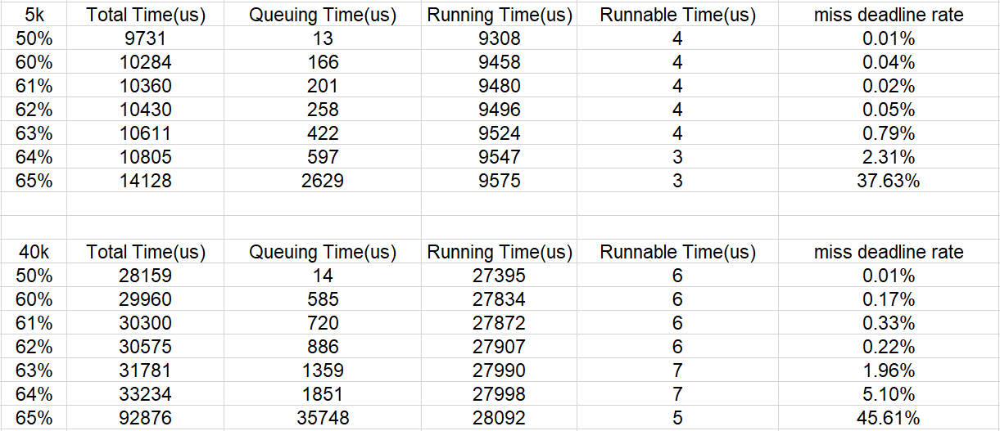 5k Total Time(us) Queuing Time(us) Running Time(us) Runnable Time(us) miss deadline rate
50% 9731 13 9308 4 0.01%
60% 10284 166 9458 4 0.04%
61% 10360 201 9480 4 0.02%
62% 10430 258 9496 4 0.05%
63% 10611 422 9524 4 0.79%
64% 10805 597 9547 3 2.31%
65% 14128 2629 9575 3 37.63%
40k Total Time(us) Queuing Time(us) Running Time(us) Runnable Time(us) miss deadline rate
50% 28159 14 27395 6 0.01%
60% 29960 585 27834 6 0.17%
61% 30300 720 27872 6 0.33%
62% 30575 886 27907 6 0.22%
63% 31781 1359 27990 7 1.96%
64% 33234 1851 27998 7 5.10%
65% 92876 35748 28092 5 45.61%